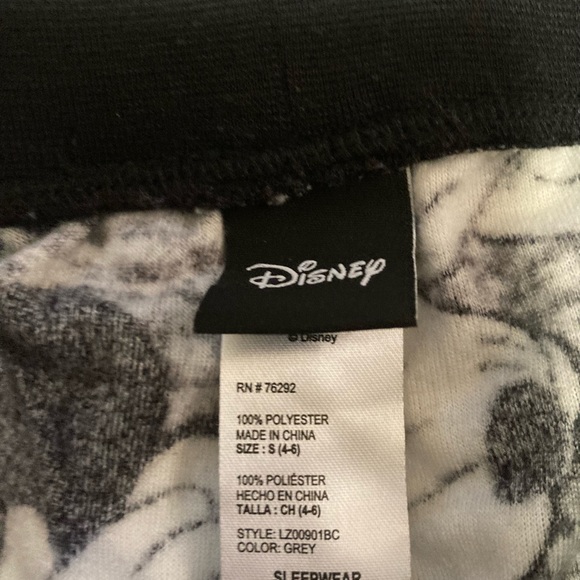 Disney
© Disney
RN # 76292
100% POLYESTER
MADE IN CHINA
SIZE : S (4-6)
100% POLIÉSTER
HECHO EN CHINA
TALLA : CH (4-6)
STYLE: LZ00901BC
COLOR: GREY
SLEEPWEAR